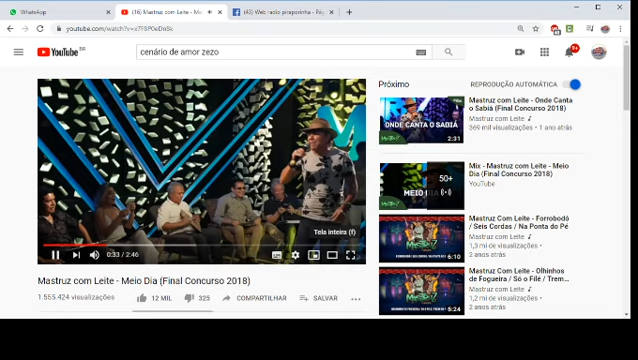 WhatsApp
(16) Mastruz com Leite - Me
(43) Web radio piraporinha - Pág
youtube.com/watch?v=x7F5P0eDm5k
YouTube BR
cenário de amor zezo
9+
Tela inteira (f)
0:33 / 2:46
Mastruz com Leite - Meio Dia (Final Concurso 2018)
1.555.424 visualizações
12 MIL
325
COMPARTILHAR
SALVAR
Próximo
REPRODUÇÃO AUTOMÁTICA
ONDE CANTA O SABIÁ
2:31
Mastruz com Leite - Onde Canta
o Sabiá (Final Concurso 2018)
Mastruz com Leite
369 mil visualizações • 1 ano atrás
MEIO
50+
Mix - Mastruz com Leite - Meio
Dia (Final Concurso 2018)
YouTube
MASTRUZ
6:10
Mastruz Com Leite - Forrobodó
/ Seis Cordas / Na Ponta do Pé
Mastruz com Leite
1,3 mi de visualizações •
2 anos atrás
MASTRUZ
5:24
Mastruz Com Leite - Olhinhos
de Fogueira / Só o Filé / Trem...
Mastruz com Leite
1,2 mi de visualizações •
2 anos atrás